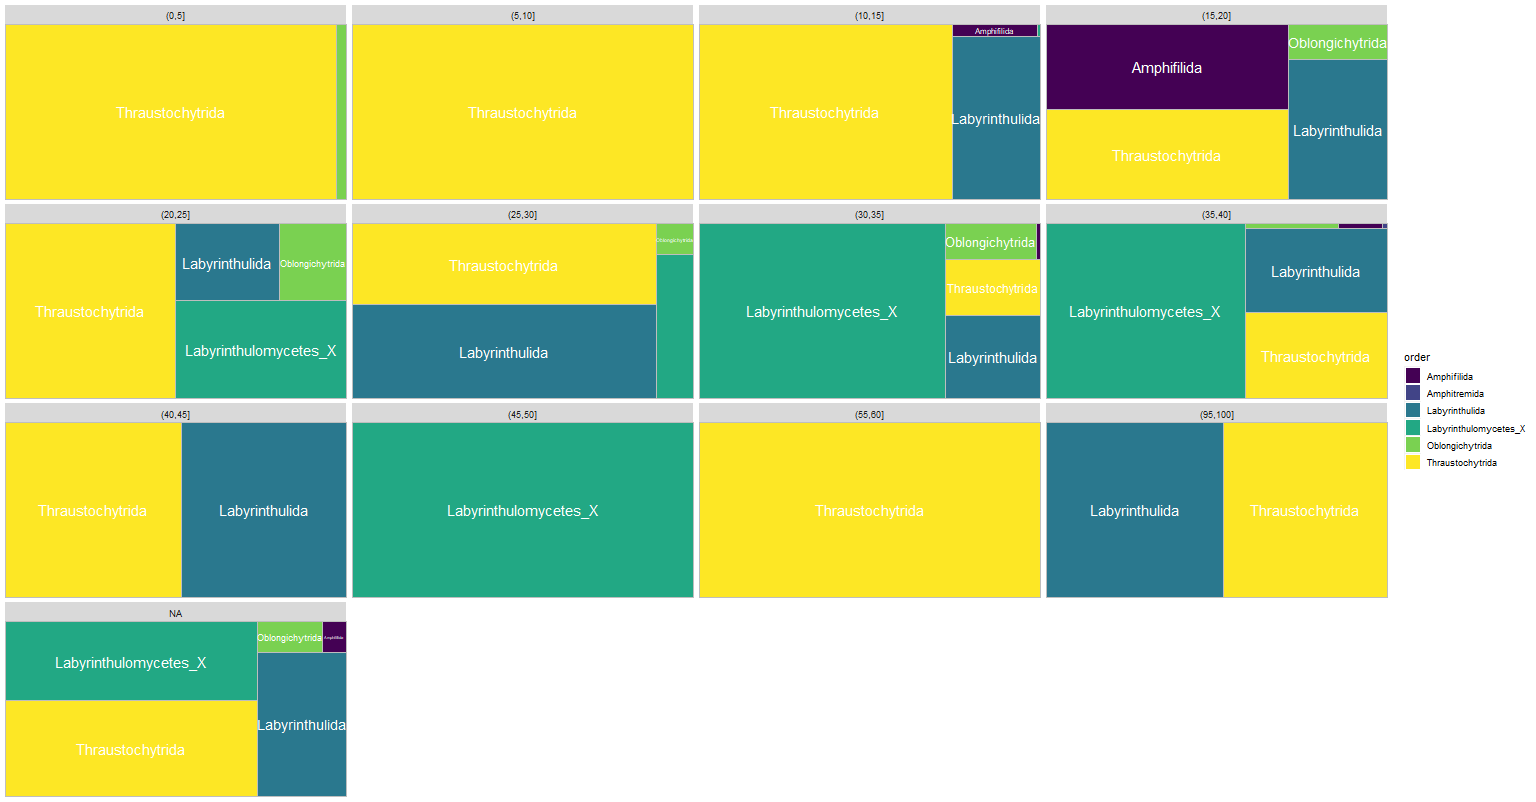 (0,5]
Thraustochytrida
(5,10]
Thraustochytrida
(10,15]
Thraustochytrida
Amphifilida
Labyrinthulida
(15,20]
Amphifilida
Thraustochytrida
Oblongichytrida
Labyrinthulida
(20,25]
Thraustochytrida
Labyrinthulida
Oblongichytrida
Labyrinthulomycetes_X
(25,30]
Thraustochytrida
Labyrinthulida
Oblongichytrida
(30,35]
Labyrinthulomycetes_X
Oblongichytrida
Thraustochytrida
Labyrinthulida
(35,40]
Labyrinthulomycetes_X
Labyrinthulida
Thraustochytrida
(40,45]
Thraustochytrida
Labyrinthulida
(45,50]
Labyrinthulomycetes_X
(55,60]
Thraustochytrida
(95,100]
Labyrinthulida
Thraustochytrida
NA
Labyrinthulomycetes_X
Thraustochytrida
Oblongichytrida
Amphifilida
Labyrinthulida
order
Amphifilida
Amphitremida
Labyrinthulida
Labyrinthulomycetes_X
Oblongichytrida
Thraustochytrida